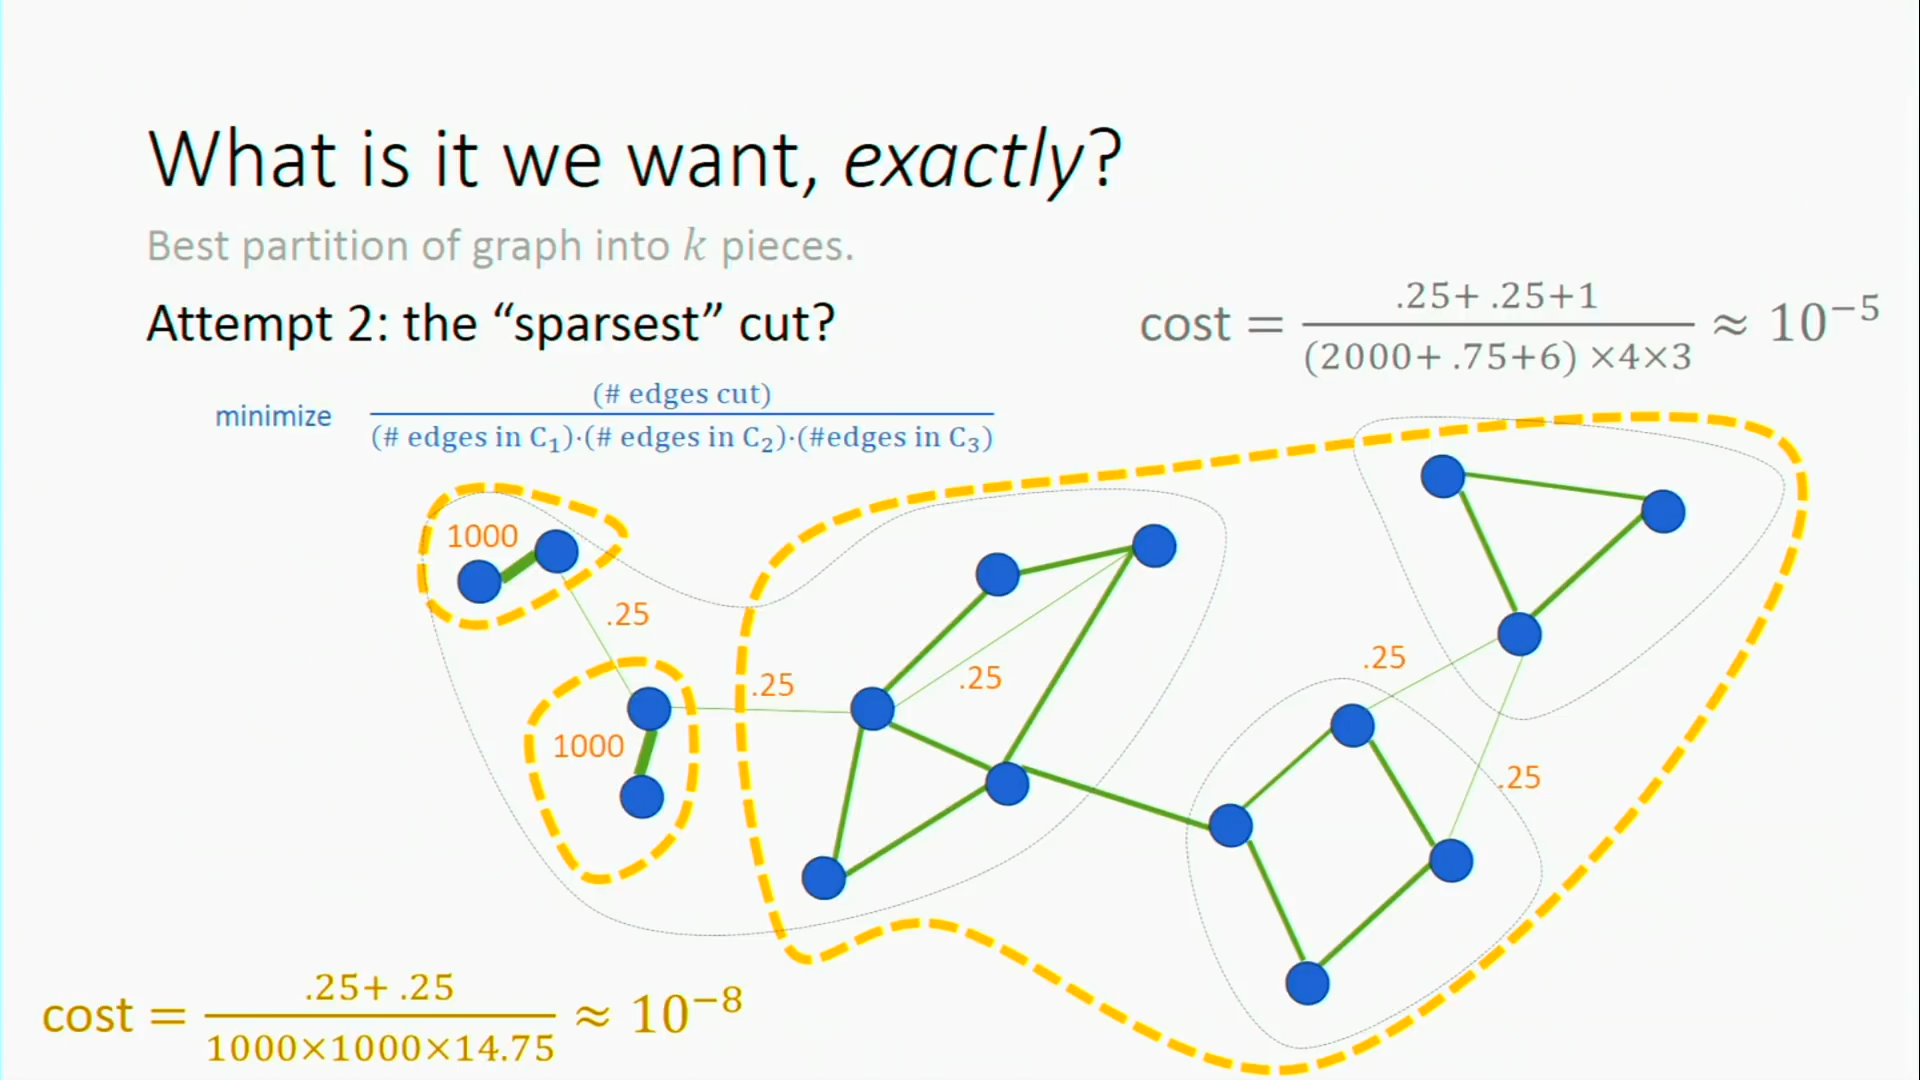 What is it we want, exactly?
Best partition of graph into k pieces.
Attempt 2: the “sparsest” cut?
cost = .25+ .25+1 / (2000+ .75+6) ×4×3 ≈ 10⁻⁵
minimize (# edges cut) / (# edges in C₁)·(# edges in C₂)·(#edges in C₃)
1000
.25
.25
.25
1000
.25
.25
cost = .25+ .25 / 1000×1000×14.75 ≈ 10⁻⁸